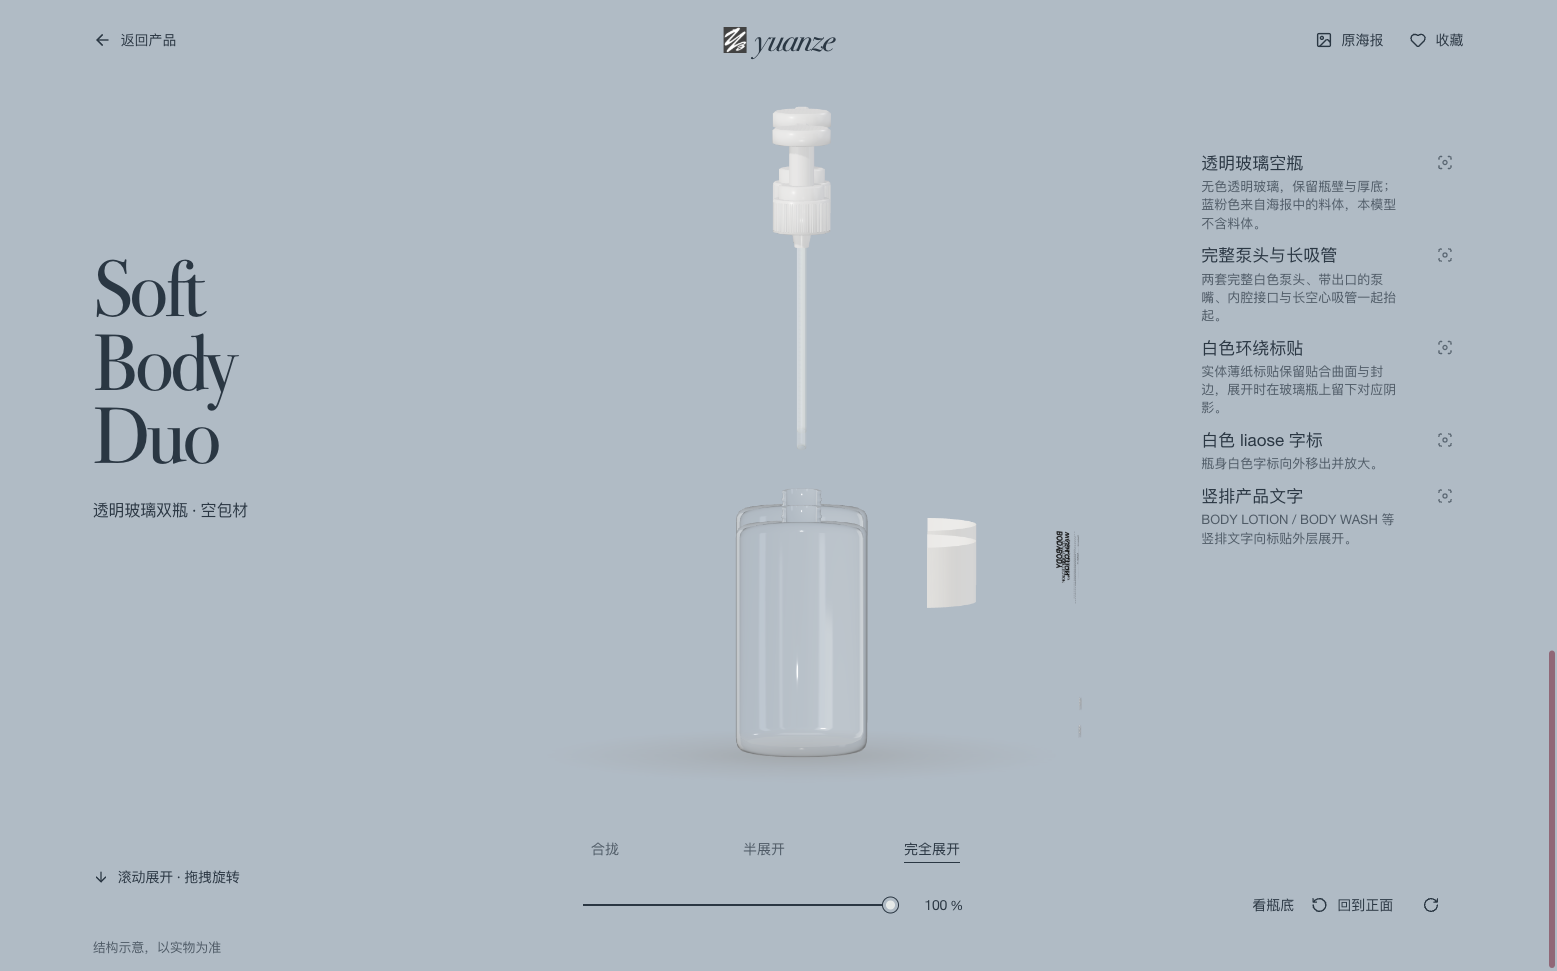 返回产品
yuanze
原海报
收藏
透明玻璃空瓶
无色透明玻璃，保留瓶壁与厚底；
蓝粉色来自海报中的料体，本模型
不含料体。
完整泵头与长吸管
两套完整白色泵头、带出口的泵
嘴、内腔接口与长空心吸管一起抬
起。
白色环绕标贴
实体薄纸标贴保留贴合曲面与封
边，展开时在玻璃瓶上留下对应阴
影。
白色 liaose 字标
瓶身白色字标向外移出并放大。
竖排产品文字
BODY LOTION / BODY WASH 等
竖排文字向标贴外层展开。
Soft
Body
Duo
透明玻璃双瓶 · 空包材
合拢
半展开
完全展开
滚动展开 · 拖拽旋转
100 %
看瓶底
回到正面
结构示意，以实物为准